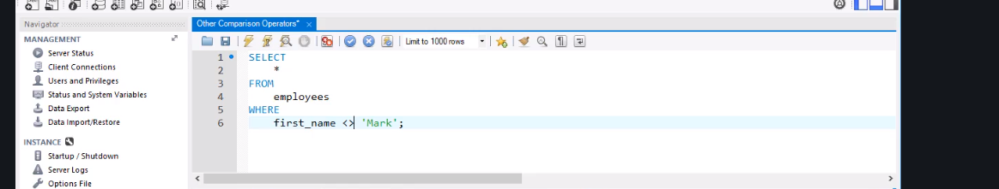 Navigator
MANAGEMENT
Server Status
Client Connections
Users and Privileges
Status and System Variables
Data Export
Data Import/Restore
INSTANCE
Startup / Shutdown
Server Logs
Options File
Other Comparison Operators* ×
Limit to 1000 rows
1 SELECT
2 *
3 FROM
4 employees
5 WHERE
6 first_name <> 'Mark';